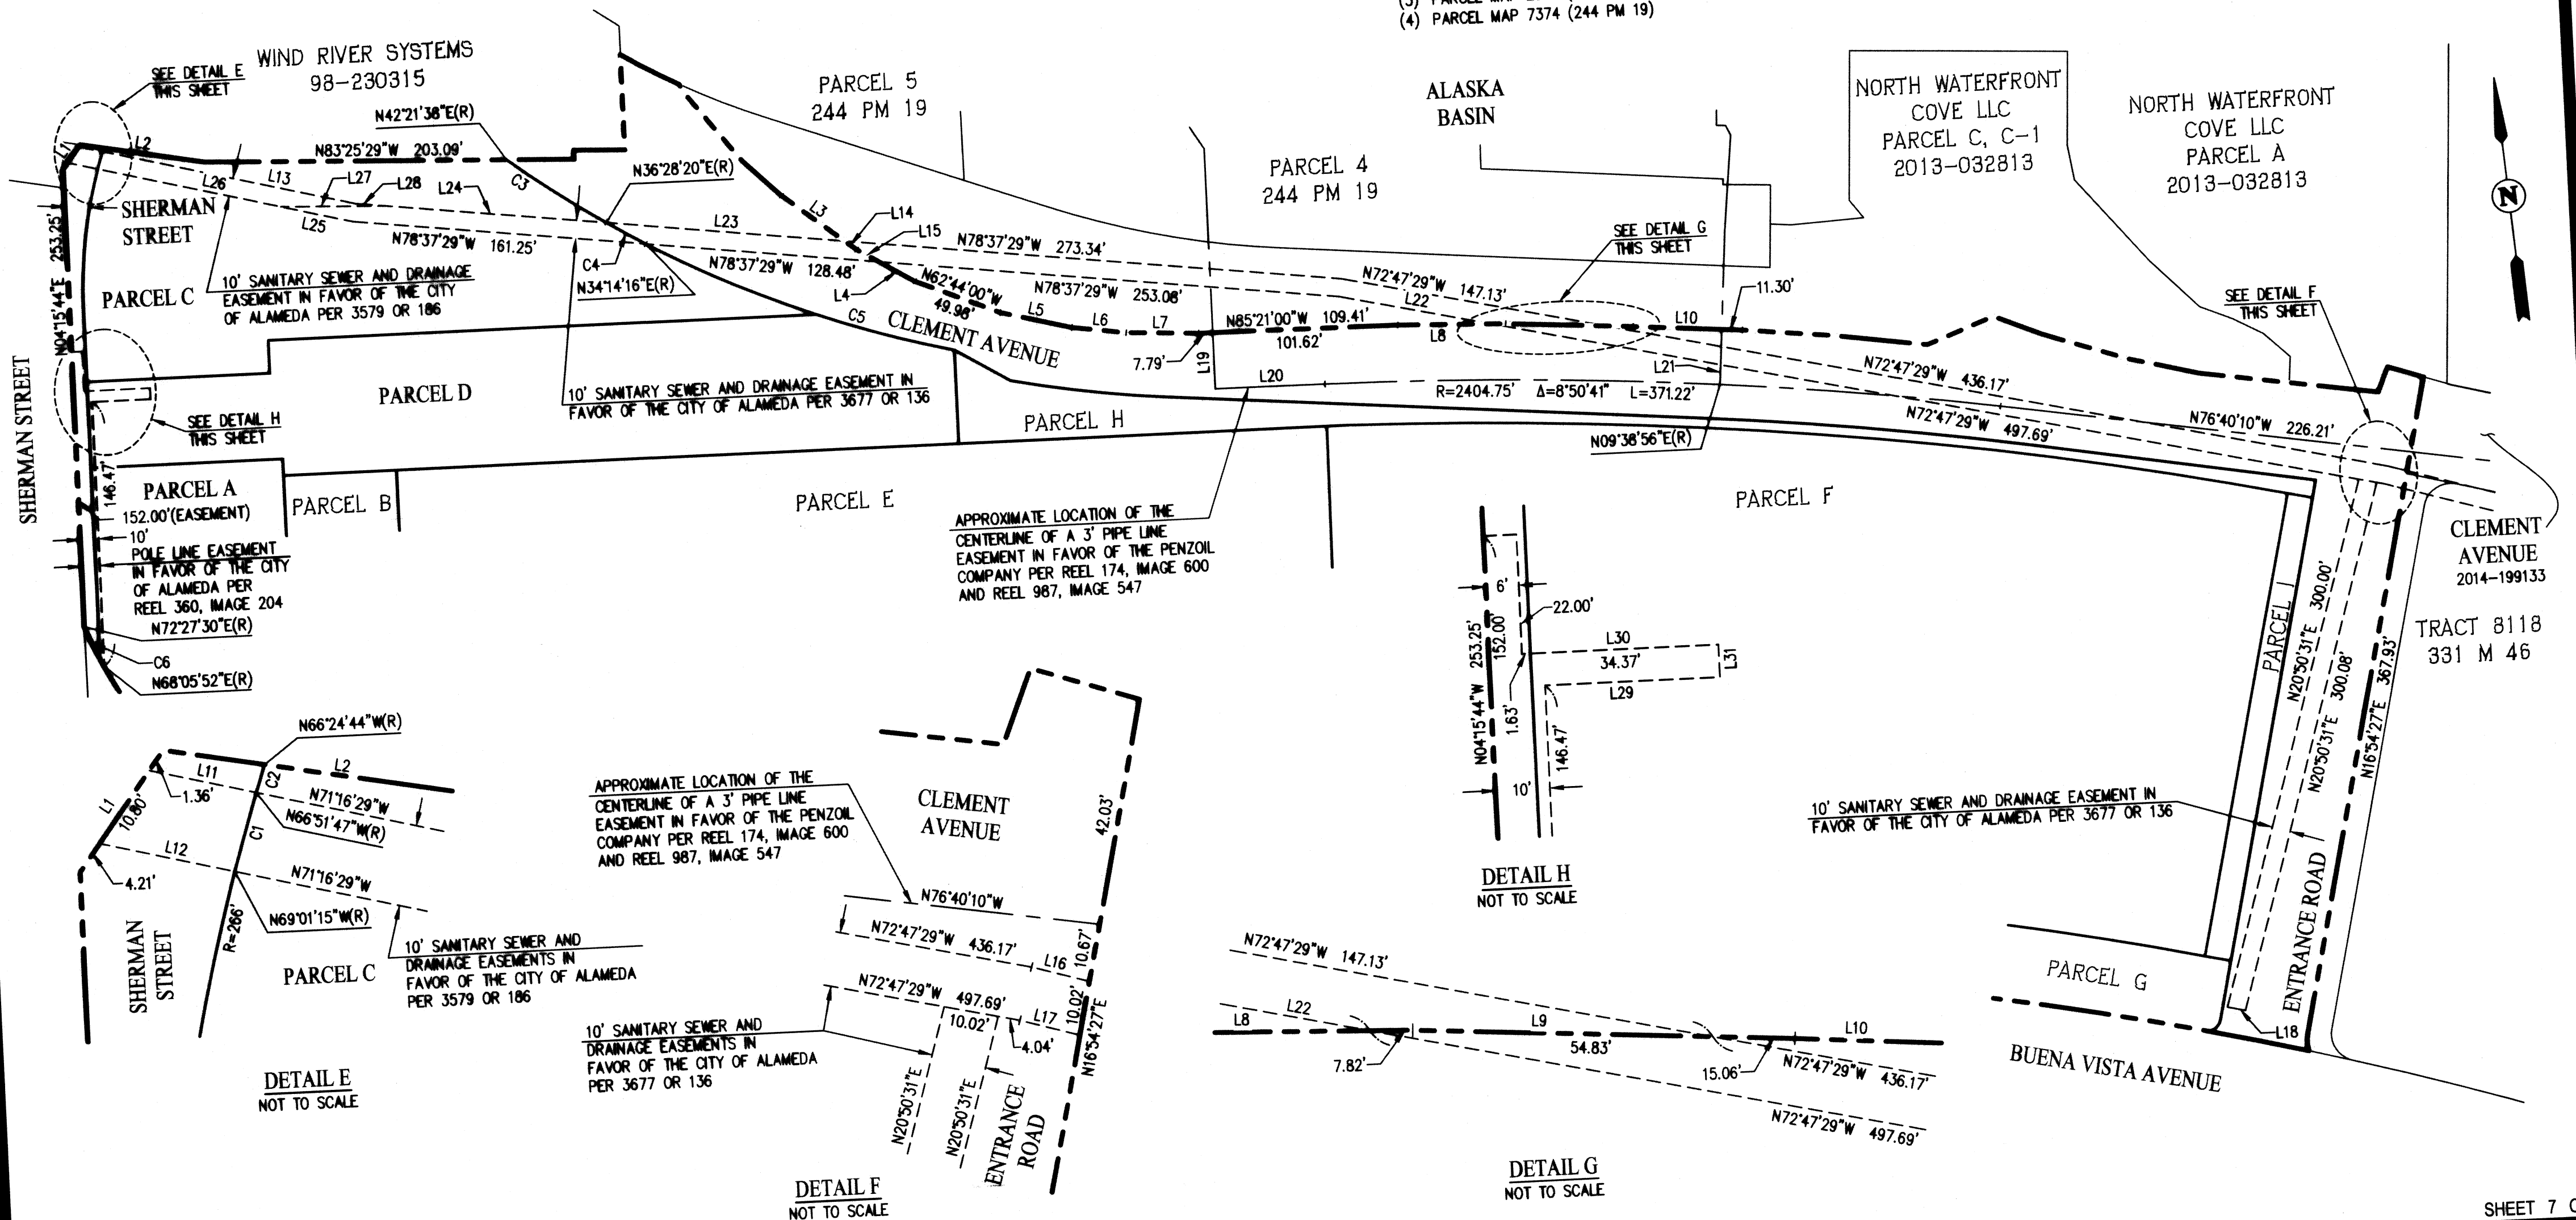 (4) PARCEL MAP 7374 (244 PM 19)
WIND RIVER SYSTEMS
98-230315
SEE DETAIL E
THIS SHEET
N42°21'38"E(R)
PARCEL 5
244 PM 19
ALASKA
BASIN
NORTH WATERFRONT
COVE LLC
PARCEL C, C-1
2013-032813
NORTH WATERFRONT
COVE LLC
PARCEL A
2013-032813
N
L2
N83°25'29"W 203.09'
L26
L13
L27
L28
L24
C3
N36°28'20"E(R)
PARCEL 4
244 PM 19
SHERMAN
STREET
L25
N78°37'29"W 161.25'
L23
L3
L14
L15
N78°37'29"W 273.34'
SEE DETAIL G
THIS SHEET
N04°15'44"E 253.25'
PARCEL C
10' SANITARY SEWER AND DRAINAGE
EASEMENT IN FAVOR OF THE CITY
OF ALAMEDA PER 3579 OR 186
C4
N34°14'16"E(R)
N78°37'29"W 128.48'
L4
N62°44'00"W
49.98'
N78°37'29"W 253.08'
N72°47'29"W 147.13'
L22
11.30'
SEE DETAIL F
THIS SHEET
C5
CLEMENT AVENUE
L5
L6
L7
N85°21'00"W 109.41'
101.62'
L8
L10
7.79'
L19
L20
L21
R=2404.75' Δ=8°50'41" L=371.22'
N72°47'29"W 436.17'
N72°47'29"W 497.69'
N76°40'10"W 226.21'
SHERMAN STREET
PARCEL D
10' SANITARY SEWER AND DRAINAGE EASEMENT IN
FAVOR OF THE CITY OF ALAMEDA PER 3677 OR 136
PARCEL H
N09°38'56"E(R)
SEE DETAIL H
THIS SHEET
146.47'
PARCEL A
152.00'(EASEMENT)
10'
POLE LINE EASEMENT
IN FAVOR OF THE CITY
OF ALAMEDA PER
REEL 360, IMAGE 204
N72°27'30"E(R)
C6
N68°05'52"E(R)
PARCEL B
PARCEL E
PARCEL F
APPROXIMATE LOCATION OF THE
CENTERLINE OF A 3' PIPE LINE
EASEMENT IN FAVOR OF THE PENZOIL
COMPANY PER REEL 174, IMAGE 600
AND REEL 987, IMAGE 547
CLEMENT
AVENUE
2014-199133
TRACT 8118
331 M 46
PARCEL I
N20°50'31"E 300.00'
N20°50'31"E 300.08'
N16°54'27"E 367.93'
10' SANITARY SEWER AND DRAINAGE EASEMENT IN
FAVOR OF THE CITY OF ALAMEDA PER 3677 OR 136
ENTRANCE ROAD
PARCEL G
L18
BUENA VISTA AVENUE
N66°24'44"W(R)
L11
L2
C2
1.36'
L1
10.80'
N71°16'29"W
N66°51'47"W(R)
C1
L12
4.21'
N71°16'29"W
N69°01'15"W(R)
R=266'
SHERMAN
STREET
PARCEL C
10' SANITARY SEWER AND
DRAINAGE EASEMENTS IN
FAVOR OF THE CITY OF ALAMEDA
PER 3579 OR 186
DETAIL E
NOT TO SCALE
APPROXIMATE LOCATION OF THE
CENTERLINE OF A 3' PIPE LINE
EASEMENT IN FAVOR OF THE PENZOIL
COMPANY PER REEL 174, IMAGE 600
AND REEL 987, IMAGE 547
CLEMENT
AVENUE
42.03'
N76°40'10"W
N72°47'29"W 436.17'
L16
10.67'
N72°47'29"W 497.69'
10.02'
L17
4.04'
10.02'
N16°54'27"E
10' SANITARY SEWER AND
DRAINAGE EASEMENTS IN
FAVOR OF THE CITY OF ALAMEDA
PER 3677 OR 136
N20°50'31"E
N20°50'31"E
ENTRANCE
ROAD
DETAIL F
NOT TO SCALE
6'
22.00'
N04°15'44"W 253.25'
152.00'
L30
34.37'
L31
L29
1.63'
146.47'
10'
DETAIL H
NOT TO SCALE
N72°47'29"W 147.13'
L22
L8
L9
L10
54.83'
7.82'
15.06'
N72°47'29"W 436.17'
N72°47'29"W 497.69'
DETAIL G
NOT TO SCALE
SHEET 7